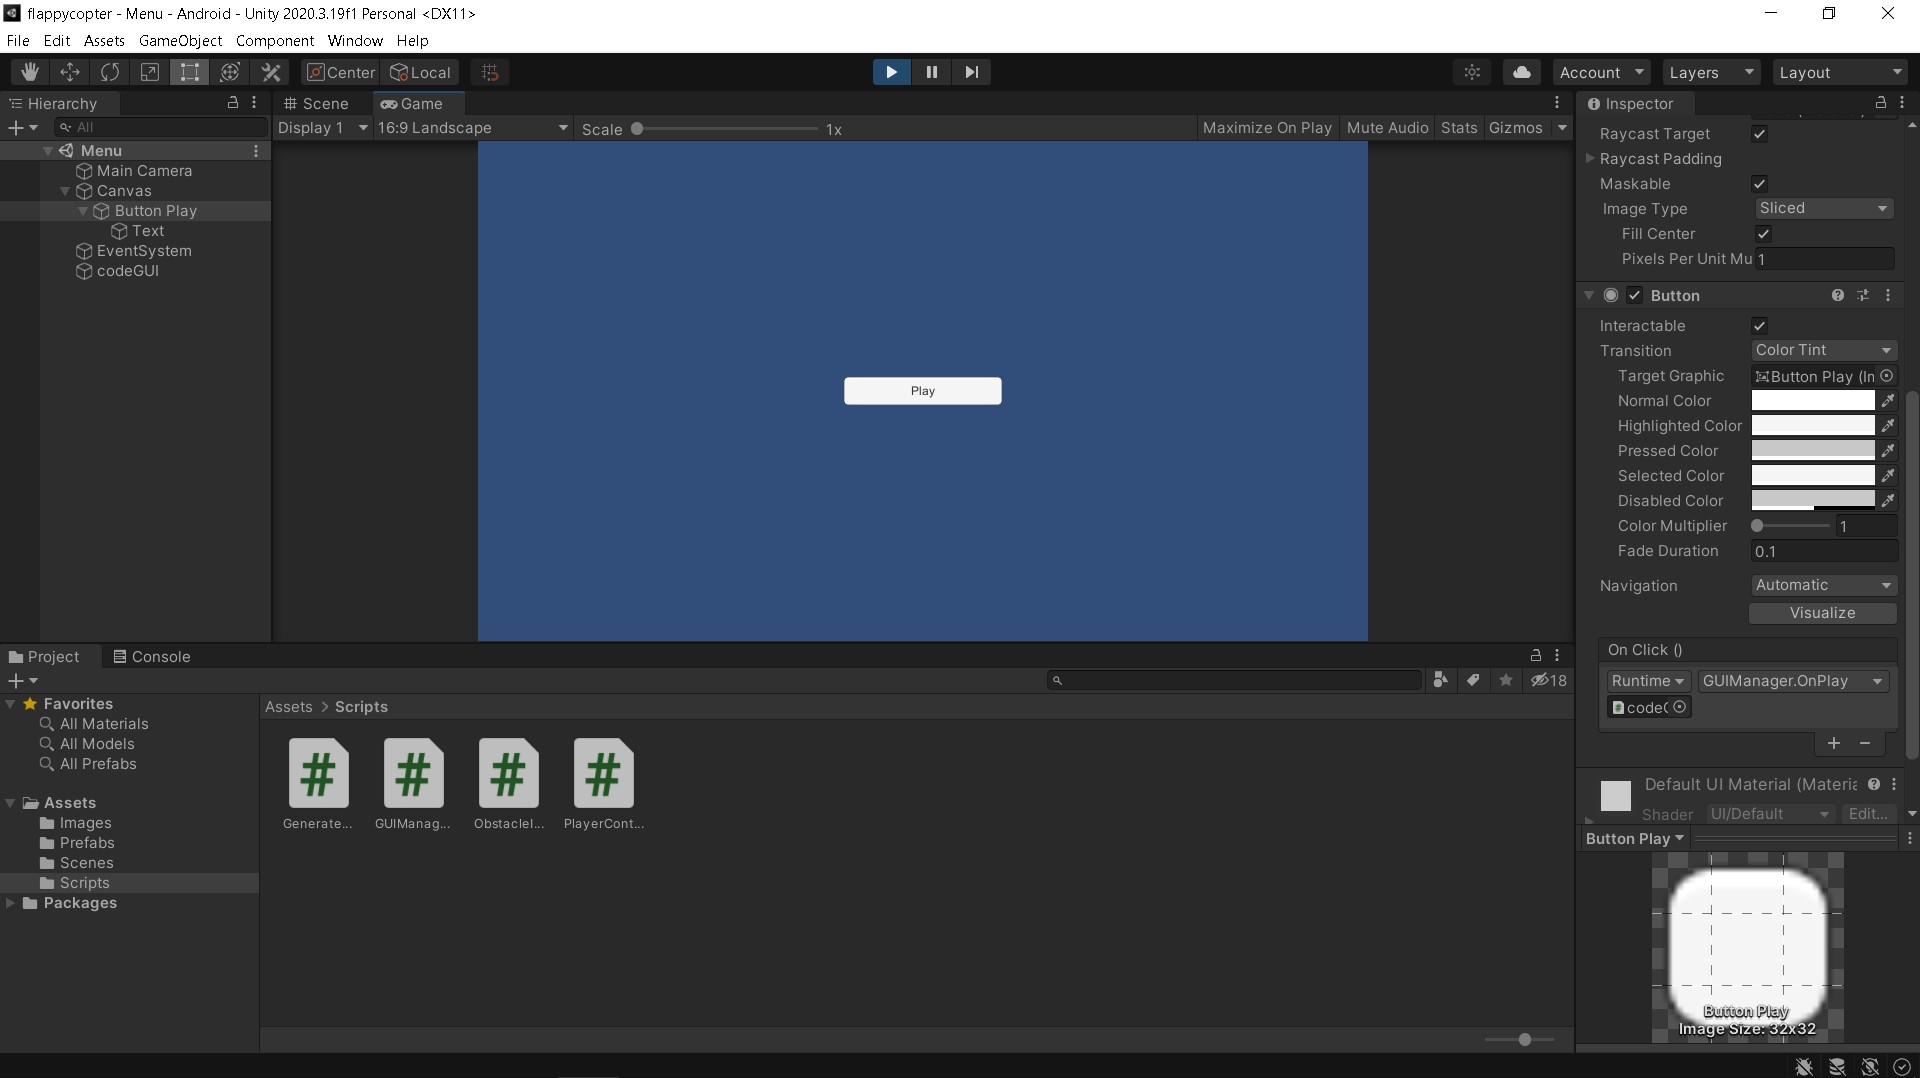 flappycopter - Menu - Android - Unity 2020.3.19f1 Personal <DX11>
File Edit Assets GameObject Component Window Help
Center Local
Account Layers Layout
Hierarchy
All
Menu
Main Camera
Canvas
Button Play
Text
EventSystem
codeGUI
Scene Game
Display 1 16:9 Landscape Scale 1x Maximize On Play Mute Audio Stats Gizmos
Play
Inspector
Raycast Target
Raycast Padding
Maskable
Image Type Sliced
Fill Center
Pixels Per Unit Mu 1
Button
Interactable
Transition Color Tint
Target Graphic Button Play (In
Normal Color
Highlighted Color
Pressed Color
Selected Color
Disabled Color
Color Multiplier 1
Fade Duration 0.1
Navigation Automatic
Visualize
On Click ()
Runtime GUIManager.OnPlay
code(
Default UI Material (Materia
Shader UI/Default Edit...
Button Play
Button Play
Image Size: 32x32
Project Console
18
Favorites
All Materials
All Models
All Prefabs
Assets
Images
Prefabs
Scenes
Scripts
Packages
Assets > Scripts
Generate... GUIManag... ObstacleI... PlayerCont...